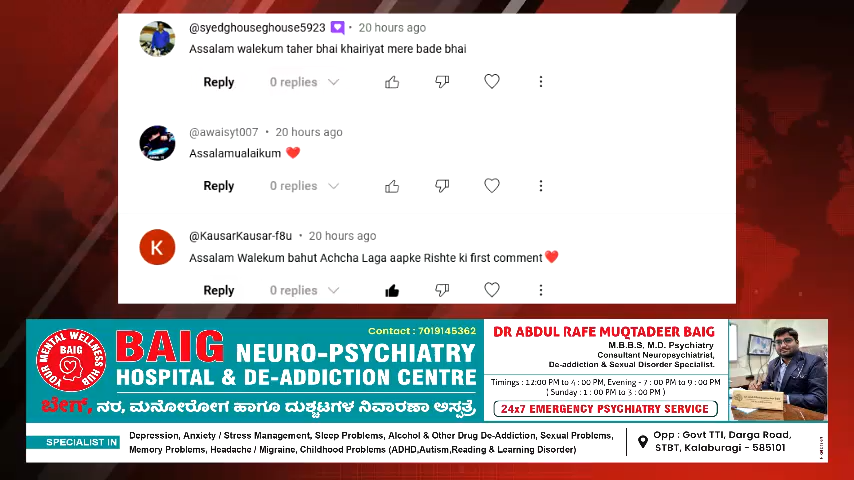 @syedghouseghouse5923 • 20 hours ago
Assalam walekum taher bhai khairiyat mere bade bhai
Reply 0 replies
@awaisyt007 • 20 hours ago
Assalamualaikum ❤️
Reply 0 replies
K
@KausarKausar-f8u • 20 hours ago
Assalam Walekum bahut Achcha Laga aapke Rishte ki first comment❤️
Reply 0 replies
YOUR MENTAL WELLNESS HUB
BAIG
Contact : 7019145362
BAIG NEURO-PSYCHIATRY
HOSPITAL & DE-ADDICTION CENTRE
ಬೇಗ್, ನರ, ಮನೋರೋಗ ಹಾಗೂ ದುಶ್ಚಟಗಳ ನಿವಾರಣಾ ಆಸ್ಪತ್ರೆ
DR ABDUL RAFE MUQTADEER BAIG
M.B.B.S, M.D. Psychiatry
Consultant Neuropsychiatrist,
De-addiction & Sexual Disorder Specialist.
Timings : 12:00 PM to 4 : 00 PM, Evening - 7 : 00 PM to 9 : 00 PM
( Sunday : 1 : 00 PM to 3 : 00 PM )
24x7 EMERGENCY PSYCHIATRY SERVICE
SPECIALIST IN
Depression, Anxiety / Stress Management, Sleep Problems, Alcohol & Other Drug De-Addiction, Sexual Problems,
Memory Problems, Headache / Migraine, Childhood Problems (ADHD,Autism,Reading & Learning Disorder)
Opp : Govt TTI, Darga Road,
STBT, Kalaburagi - 585101